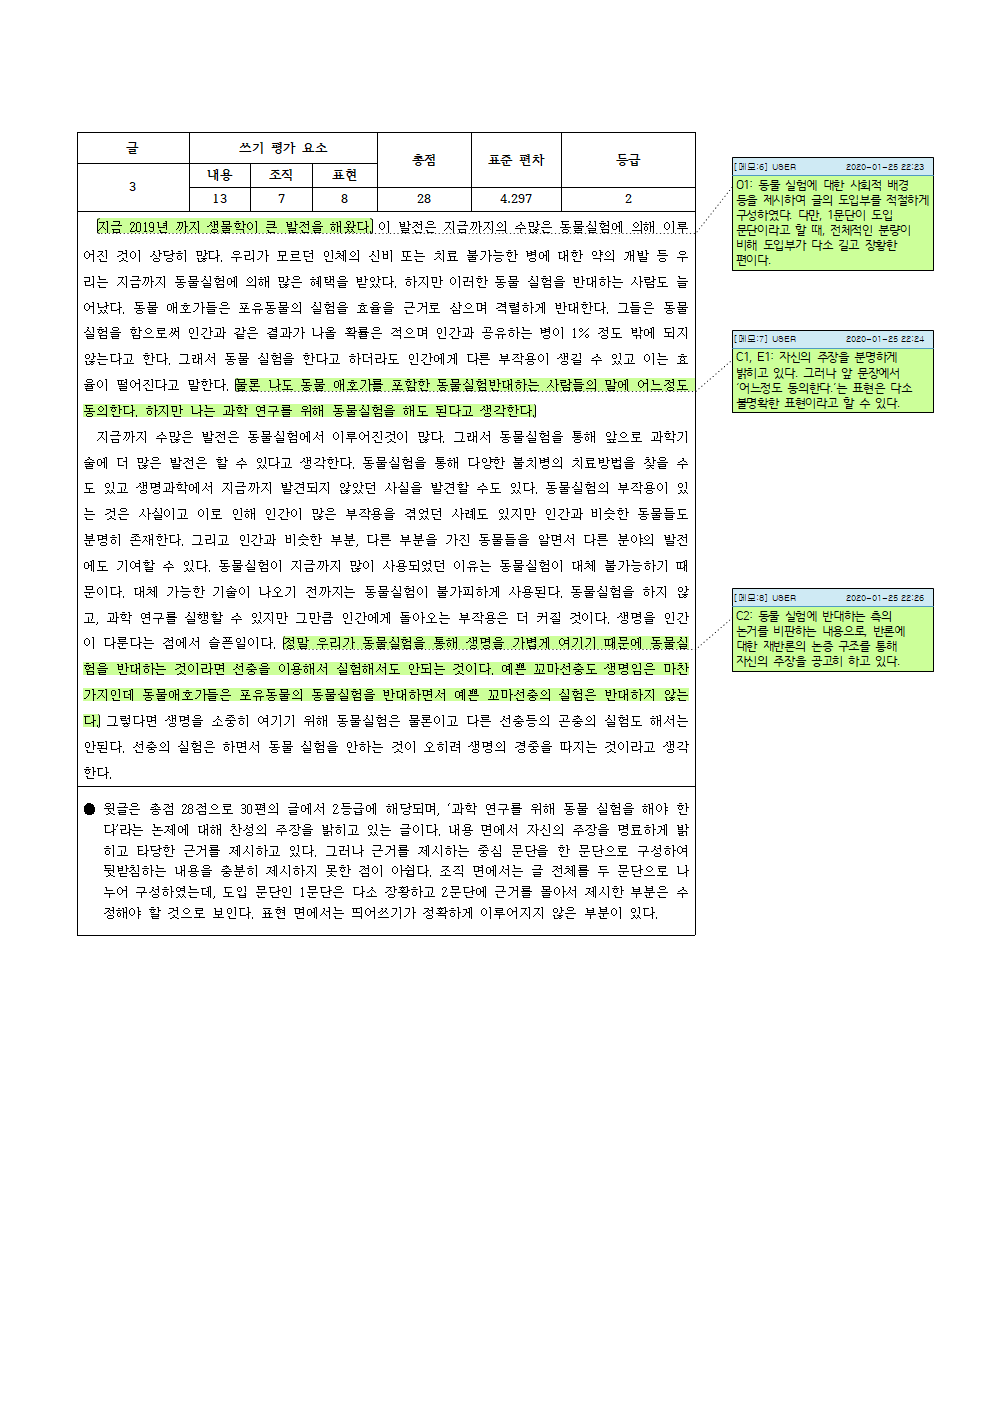 글 쓰기 평가 요소 총점 표준 편차 등급
3 내용 조직 표현
13 7 8 28 4.297 2
지금 2019년 까지 생물학이 큰 발전을 해왔다. 이 발전은 지금까지의 수많은 동물실험에 의해 이루
어진 것이 상당히 많다. 우리가 모르던 인체의 신비 또는 치료 불가능한 병에 대한 약의 개발 등 우
리는 지금까지 동물실험에 의해 많은 혜택을 받았다. 하지만 이러한 동물 실험을 반대하는 사람도 늘
어났다. 동물 애호가들은 포유동물의 실험을 효율을 근거로 삼으며 격렬하게 반대한다. 그들은 동물
실험을 함으로써 인간과 같은 결과가 나올 확률은 적으며 인간과 공유하는 병이 1% 정도 밖에 되지
않는다고 한다. 그래서 동물 실험을 한다고 하더라도 인간에게 다른 부작용이 생길 수 있고 이는 효
율이 떨어진다고 말한다. 물론 나도 동물 애호가를 포함한 동물실험반대하는 사람들의 말에 어느정도
동의한다. 하지만 나는 과학 연구를 위해 동물실험을 해도 된다고 생각한다.
지금까지 수많은 발전은 동물실험에서 이루어진것이 많다. 그래서 동물실험을 통해 앞으로 과학기
술에 더 많은 발전은 할 수 있다고 생각한다. 동물실험을 통해 다양한 불치병의 치료방법을 찾을 수
도 있고 생명과학에서 지금까지 발견되지 않았던 사실을 발견할 수도 있다. 동물실험의 부작용이 있
는 것은 사실이고 이로 인해 인간이 많은 부작용을 겪었던 사례도 있지만 인간과 비슷한 동물들도
분명히 존재한다. 그리고 인간과 비슷한 부분, 다른 부분을 가진 동물들을 알면서 다른 분야의 발전
에도 기여할 수 있다. 동물실험이 지금까지 많이 사용되었던 이유는 동물실험이 대체 불가능하기 때
문이다. 대체 가능한 기술이 나오기 전까지는 동물실험이 불가피하게 사용된다. 동물실험을 하지 않
고, 과학 연구를 실행할 수 있지만 그만큼 인간에게 돌아오는 부작용은 더 커질 것이다. 생명을 인간
이 다룬다는 점에서 슬픈일이다. 정말 우리가 동물실험을 통해 생명을 가볍게 여기기 때문에 동물실
험을 반대하는 것이라면 선충을 이용해서 실험해서도 안되는 것이다. 예쁜 꼬마선충도 생명임은 마찬
가지인데 동물애호가들은 포유동물의 동물실험을 반대하면서 예쁜 꼬마선충의 실험은 반대하지 않는
다. 그렇다면 생명을 소중히 여기기 위해 동물실험은 물론이고 다른 선충등의 곤충의 실험도 해서는
안된다. 선충의 실험은 하면서 동물 실험을 안하는 것이 오히려 생명의 경중을 따지는 것이라고 생각
한다.
● 윗글은 총점 28점으로 30편의 글에서 2등급에 해당되며, ‘과학 연구를 위해 동물 실험을 해야 한
다’라는 논제에 대해 찬성의 주장을 밝히고 있는 글이다. 내용 면에서 자신의 주장을 명료하게 밝
히고 타당한 근거를 제시하고 있다. 그러나 근거를 제시하는 중심 문단을 한 문단으로 구성하여
뒷받침하는 내용을 충분히 제시하지 못한 점이 아쉽다. 조직 면에서는 글 전체를 두 문단으로 나
누어 구성하였는데, 도입 문단인 1문단은 다소 장황하고 2문단에 근거를 몰아서 제시한 부분은 수
정해야 할 것으로 보인다. 표현 면에서는 띄어쓰기가 정확하게 이루어지지 않은 부분이 있다.
[메모:6] USER 2020-01-25 22:23
O1: 동물 실험에 대한 사회적 배경
등을 제시하여 글의 도입부를 적절하게
구성하였다. 다만, 1문단이 도입
문단이라고 할 때, 전체적인 분량이
비해 도입부가 다소 길고 장황한
편이다.
[메모:7] USER 2020-01-25 22:24
C1, E1: 자신의 주장을 분명하게
밝히고 있다. 그러나 앞 문장에서
‘어느정도 동의한다.’는 표현은 다소
불명확한 표현이라고 할 수 있다.
[메모:8] USER 2020-01-25 22:26
C2: 동물 실험에 반대하는 측의
논거를 비판하는 내용으로, 반론에
대한 재반론의 논증 구조를 통해
자신의 주장을 공고히 하고 있다.